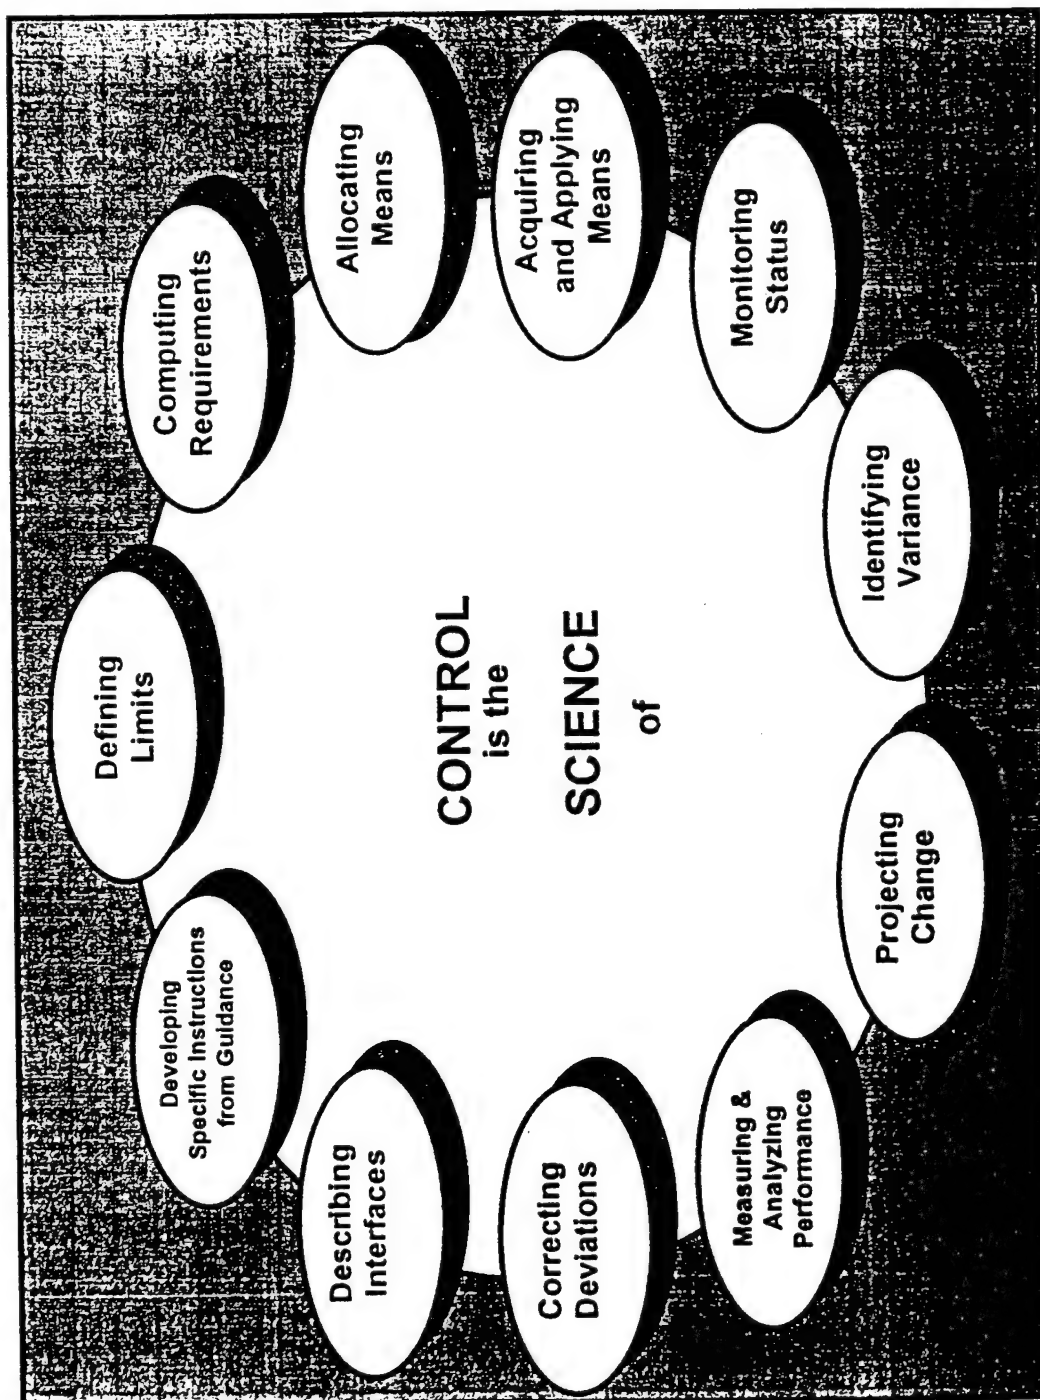 CONTROL
is the
SCIENCE
of
Defining
Limits
Computing
Requirements
Allocating
Means
Acquiring
and Applying
Means
Monitoring
Status
Identifying
Variance
Projecting
Change
Measuring &
Analyzing
Performance
Correcting
Deviations
Describing
Interfaces
Developing
Specific Instructions
from Guidance